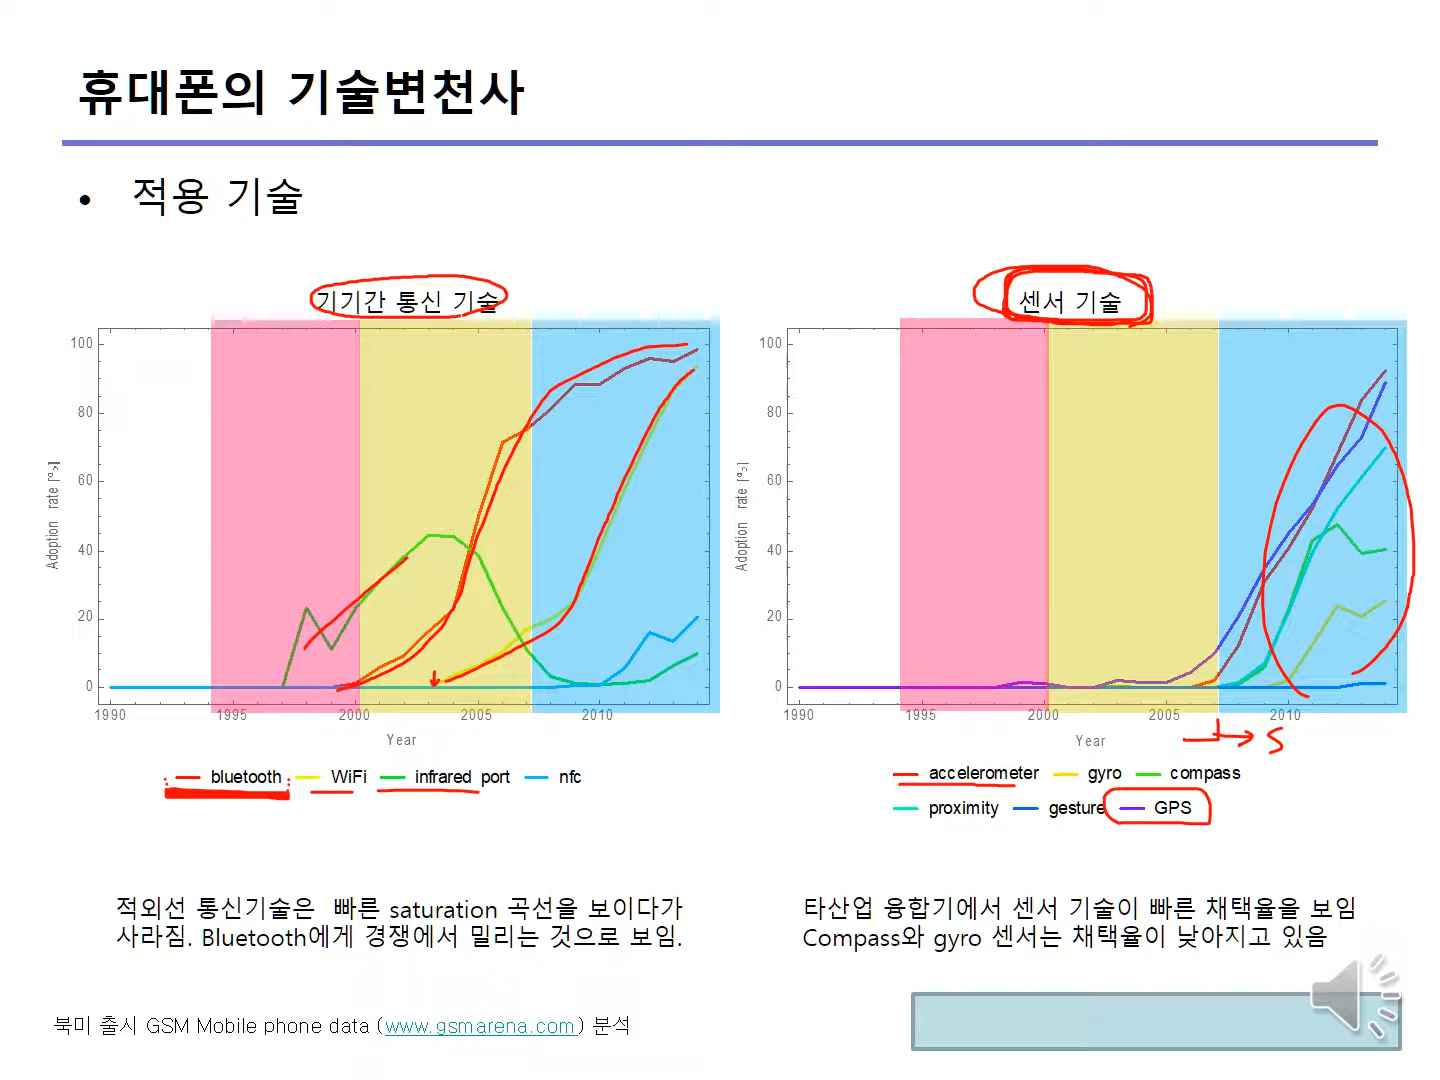 휴대폰의 기술변천사
• 적용 기술
기기간 통신 기술
100
80
60
40
20
0
Adoption rate
1990 1995 2000 2005 2010
Year
bluetooth WiFi infrared port nfc
센서 기술
100
80
60
40
20
0
Adoption rate
1990 1995 2000 2005 2010
Year
S
accelerometer gyro compass
proximity gesture GPS
적외선 통신기술은 빠른 saturation 곡선을 보이다가
사라짐. Bluetooth에게 경쟁에서 밀리는 것으로 보임.
타산업 융합기에서 센서 기술이 빠른 채택율을 보임
Compass와 gyro 센서는 채택율이 낮아지고 있음
북미 출시 GSM Mobile phone data (www.gsmarena.com) 분석